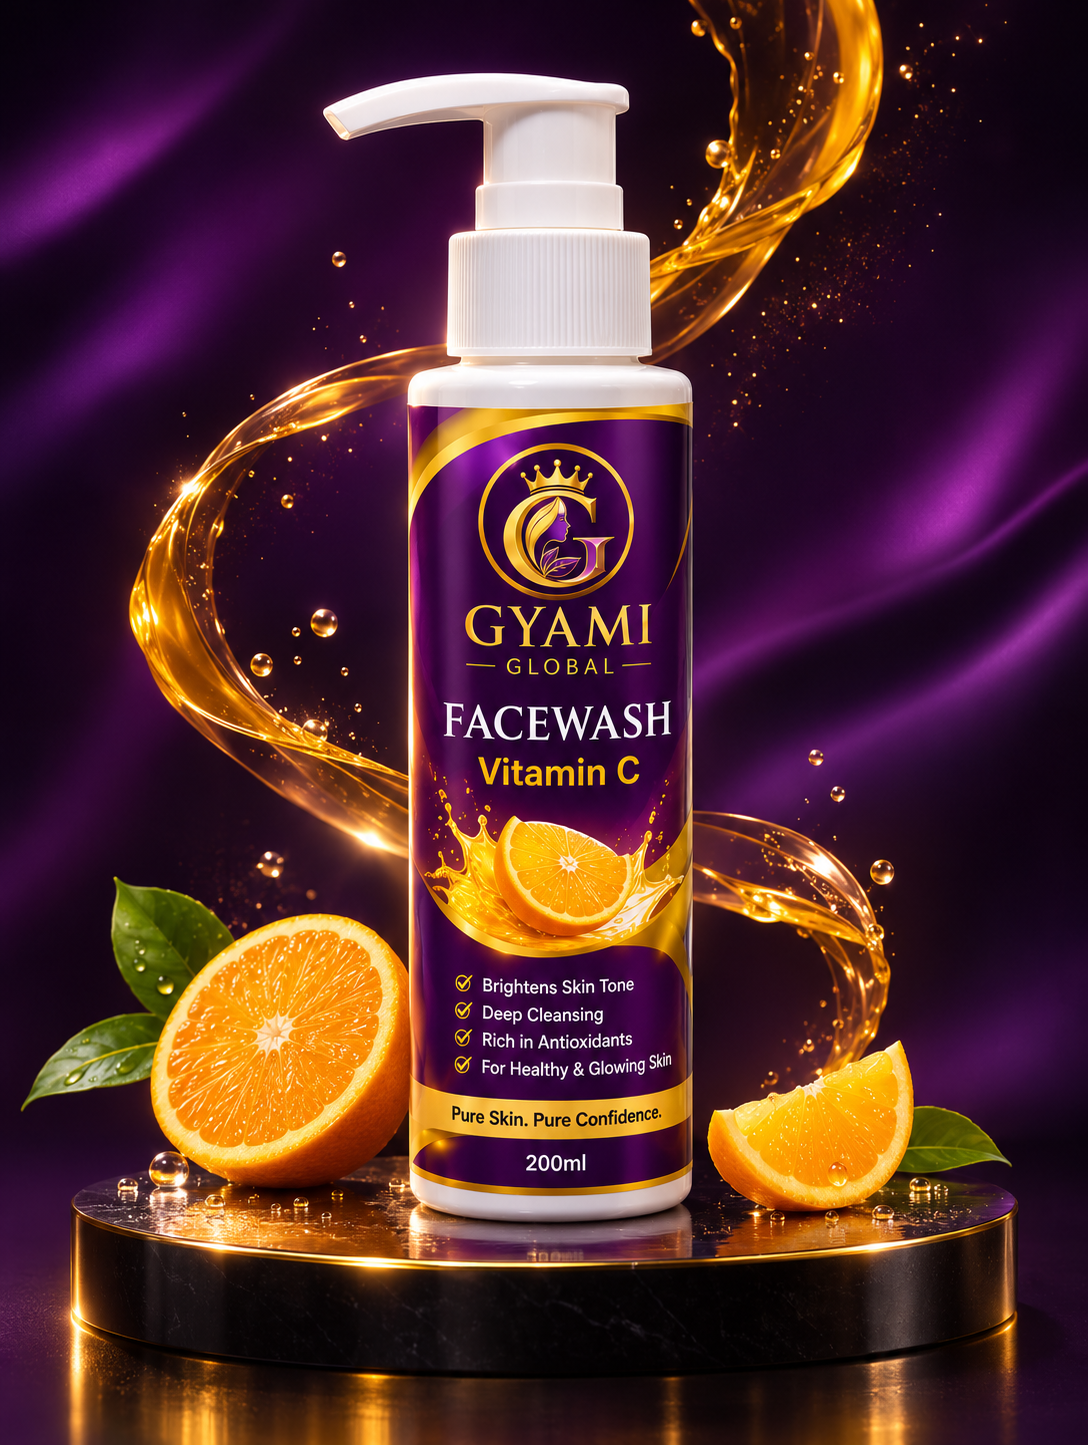 G
GYAMI
GLOBAL
FACEWASH
Vitamin C
Brightens Skin Tone
Deep Cleansing
Rich in Antioxidants
For Healthy & Glowing Skin
Pure Skin. Pure Confidence.
200ml